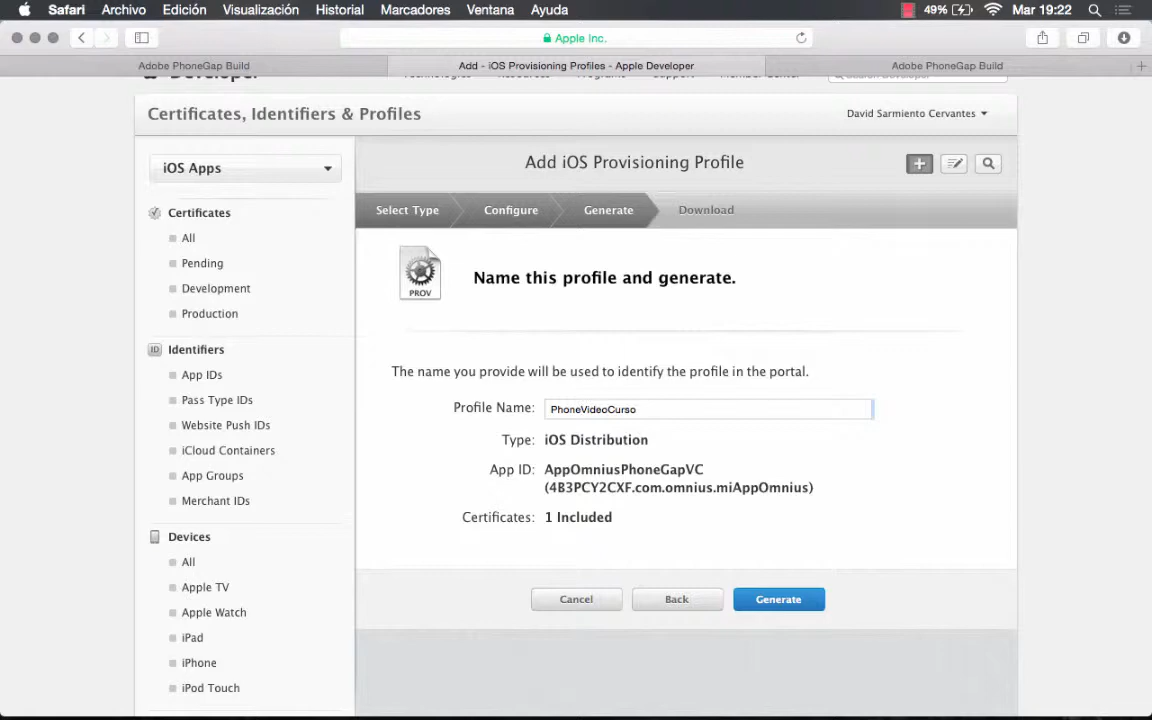 Safari Archivo Edición Visualización Historial Marcadores Ventana Ayuda 49% Mar 19:22
Apple Inc.
Adobe PhoneGap Build Add - iOS Provisioning Profiles - Apple Developer Adobe PhoneGap Build
Certificates, Identifiers & Profiles David Sarmiento Cervantes
iOS Apps
Certificates
All
Pending
Development
Production
Identifiers
App IDs
Pass Type IDs
Website Push IDs
iCloud Containers
App Groups
Merchant IDs
Devices
All
Apple TV
Apple Watch
iPad
iPhone
iPod Touch
Add iOS Provisioning Profile
Select Type Configure Generate Download
PROV
Name this profile and generate.
The name you provide will be used to identify the profile in the portal.
Profile Name: PhoneVideoCurso
Type: iOS Distribution
App ID: AppOmniusPhoneGapVC
(4B3PCY2CXF.com.omnius.miAppOmnius)
Certificates: 1 Included
Cancel Back Generate